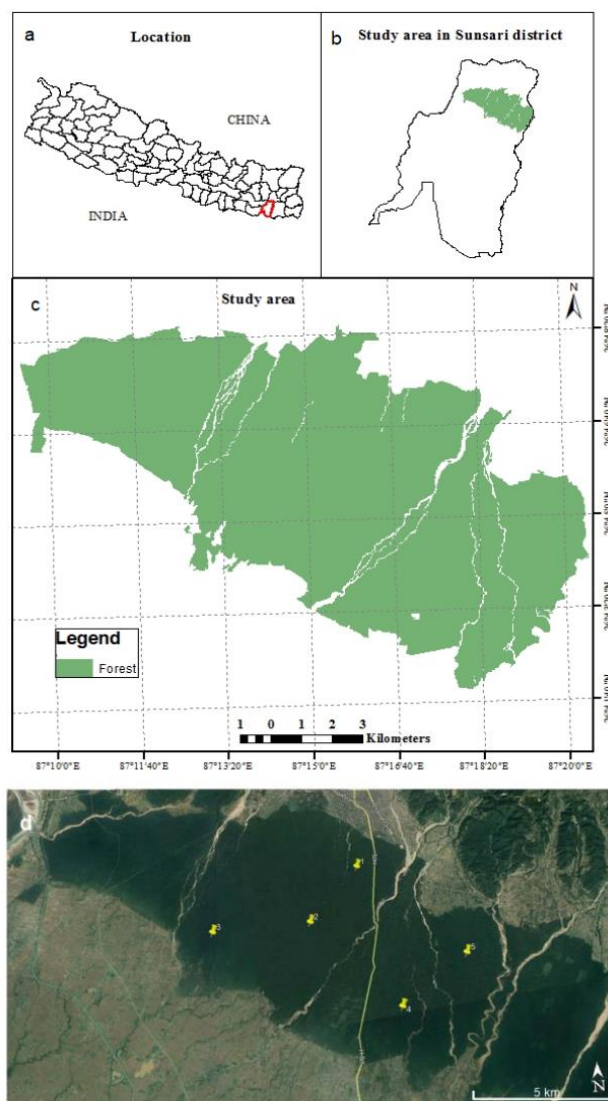 a
Location
CHINA
INDIA
b
Study area in Sunsari district
c
Study area
N
Legend
Forest
1 0 1 2 3
Kilometers
87°10'0"E 87°11'40"E 87°13'20"E 87°15'0"E 87°16'40"E 87°18'20"E 87°20'0"E
d
1
2
3
5
4
N
5 km